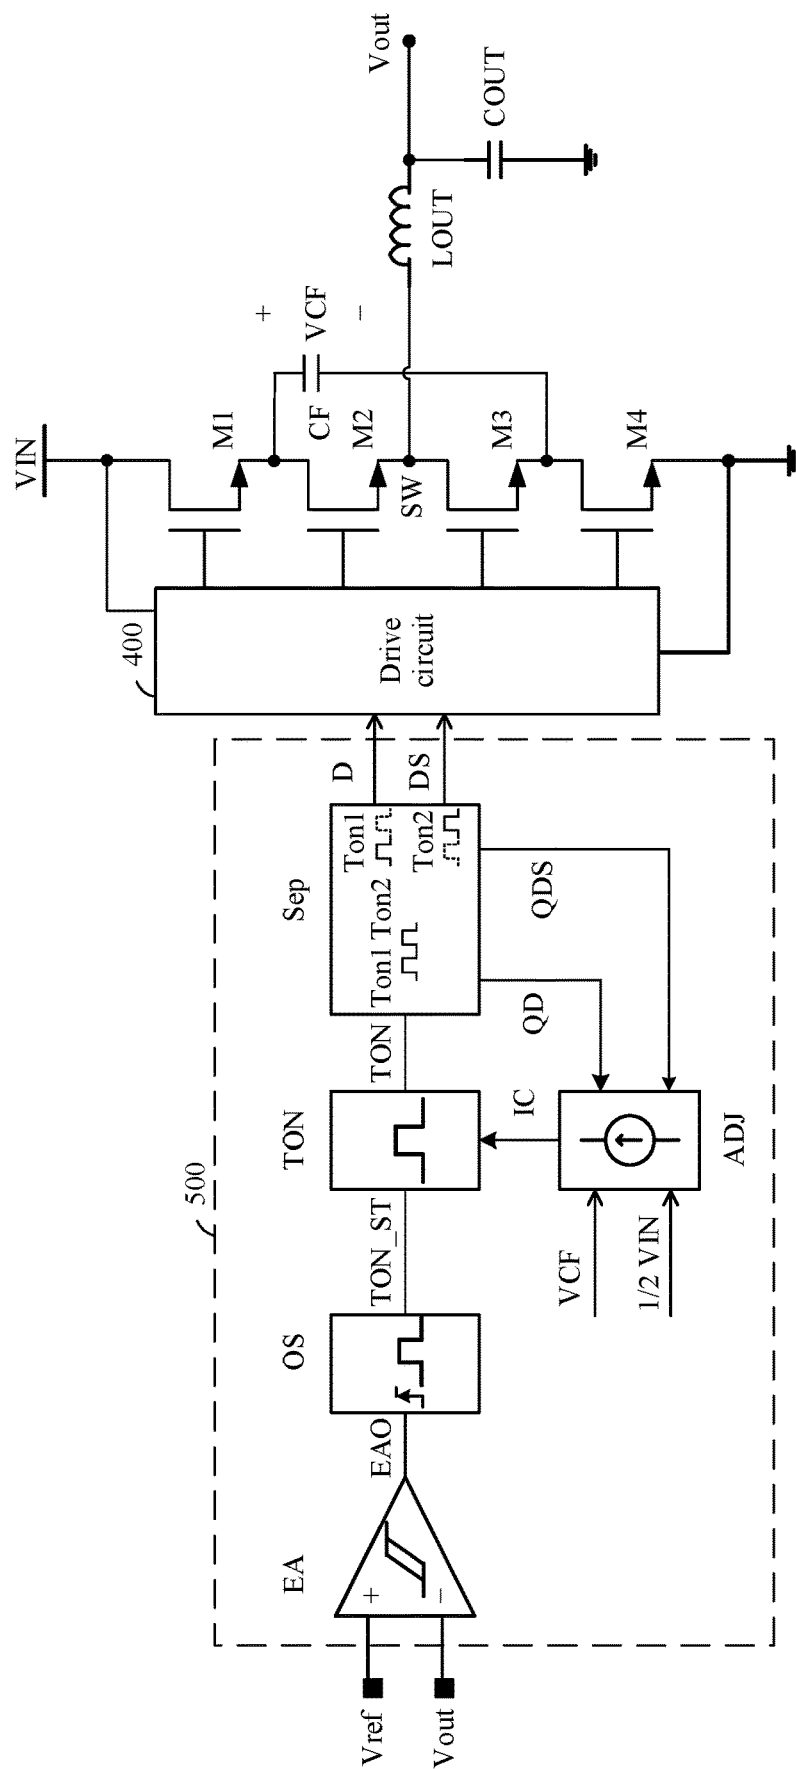 Vref
Vout
EA
+
−
EAO
OS
TON_ST
500
TON
TON
Sep
Ton1 Ton2
Ton1
Ton2
D
DS
QD
QDS
IC
ADJ
VCF
1/2 VIN
400
Drive
circuit
VIN
M1
M2
M3
M4
SW
CF
+
VCF
−
LOUT
COUT
Vout